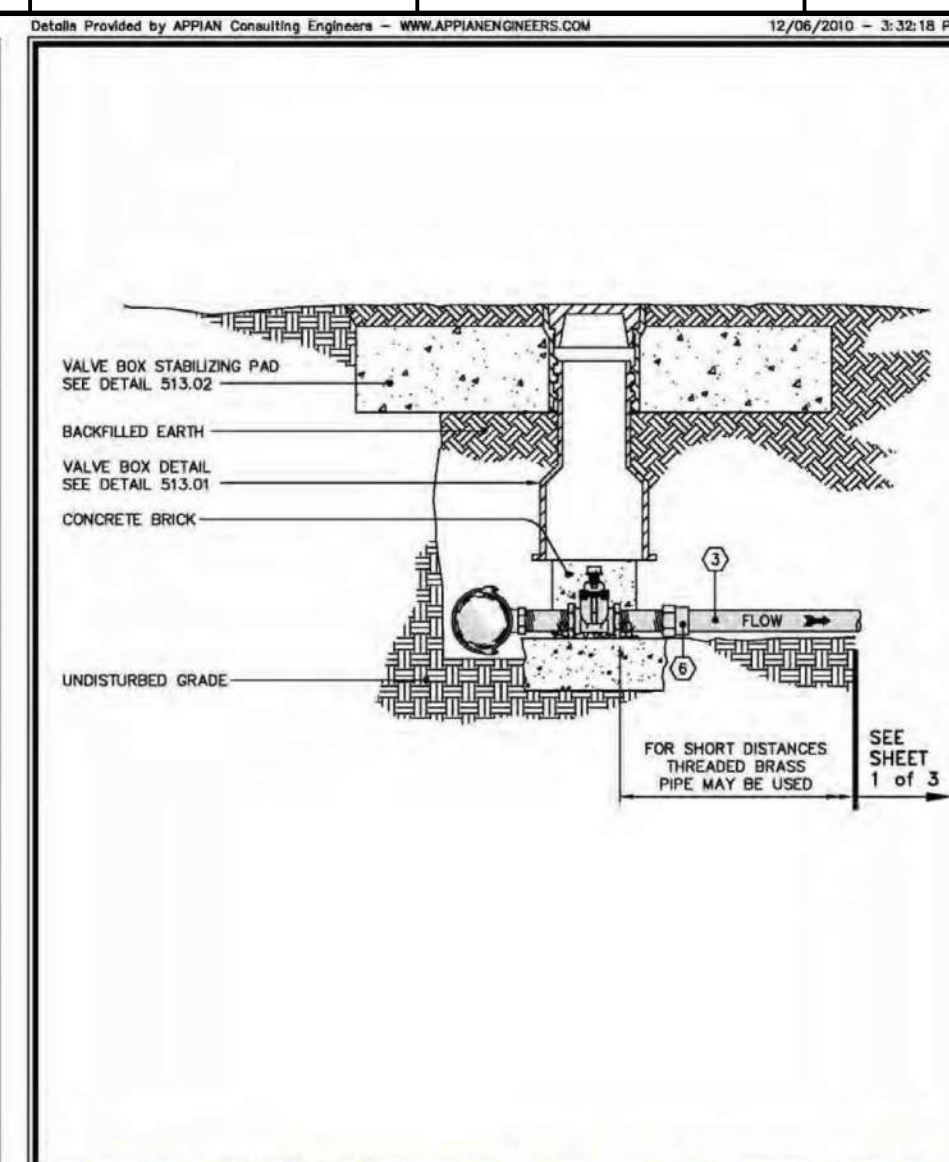 Details Provided by APPIAN Consulting Engineers – WWW.APPIANENGINEERS.COM 12/06/2010 – 3:32:18 P
VALVE BOX STABILIZING PAD
SEE DETAIL 513.02
BACKFILLED EARTH
VALVE BOX DETAIL
SEE DETAIL 513.01
CONCRETE BRICK
3
FLOW
6
UNDISTURBED GRADE
FOR SHORT DISTANCES
THREADED BRASS
PIPE MAY BE USED
SEE
SHEET
1 of 3